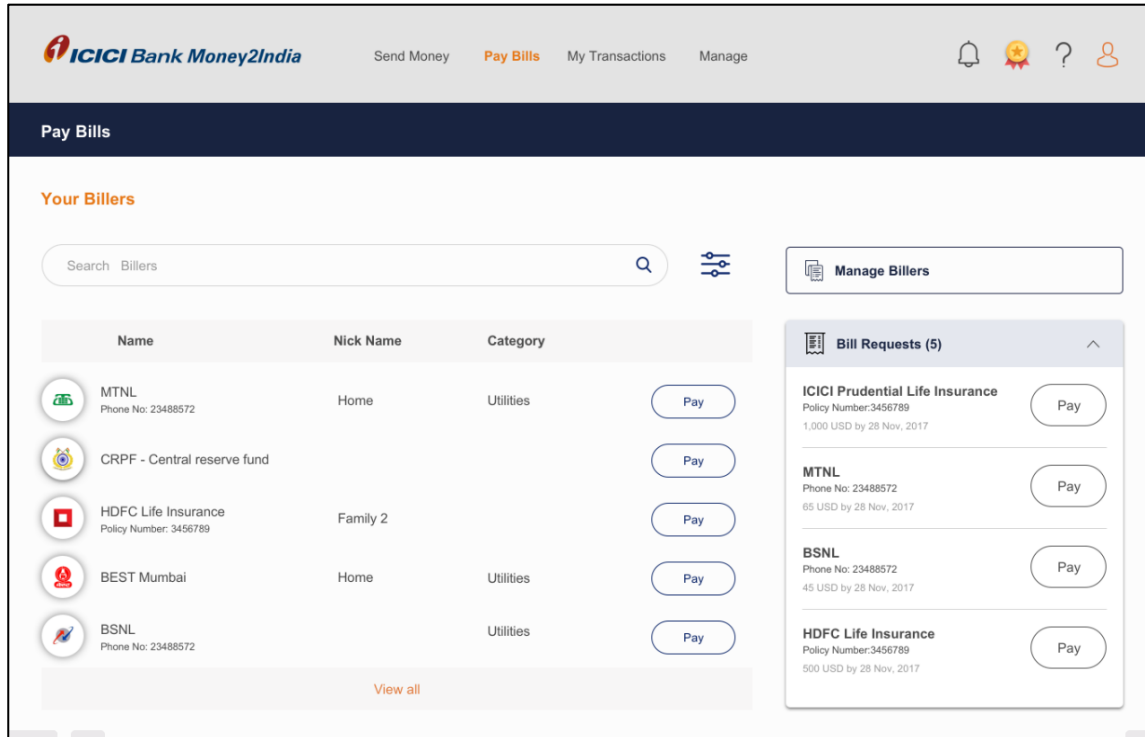 ICICI Bank Money2India
Send Money Pay Bills My Transactions Manage
Pay Bills
Your Billers
Search Billers
Manage Billers
Name Nick Name Category
MTNL
Phone No: 23488572
Home Utilities Pay
CRPF - Central reserve fund Pay
HDFC Life Insurance
Policy Number: 3456789
Family 2 Pay
BEST Mumbai Home Utilities Pay
BSNL
Phone No: 23488572
Utilities Pay
View all
Bill Requests (5)
ICICI Prudential Life Insurance
Policy Number:3456789
1,000 USD by 28 Nov, 2017
Pay
MTNL
Phone No: 23488572
65 USD by 28 Nov, 2017
Pay
BSNL
Phone No: 23488572
45 USD by 28 Nov, 2017
Pay
HDFC Life Insurance
Policy Number:3456789
500 USD by 28 Nov, 2017
Pay